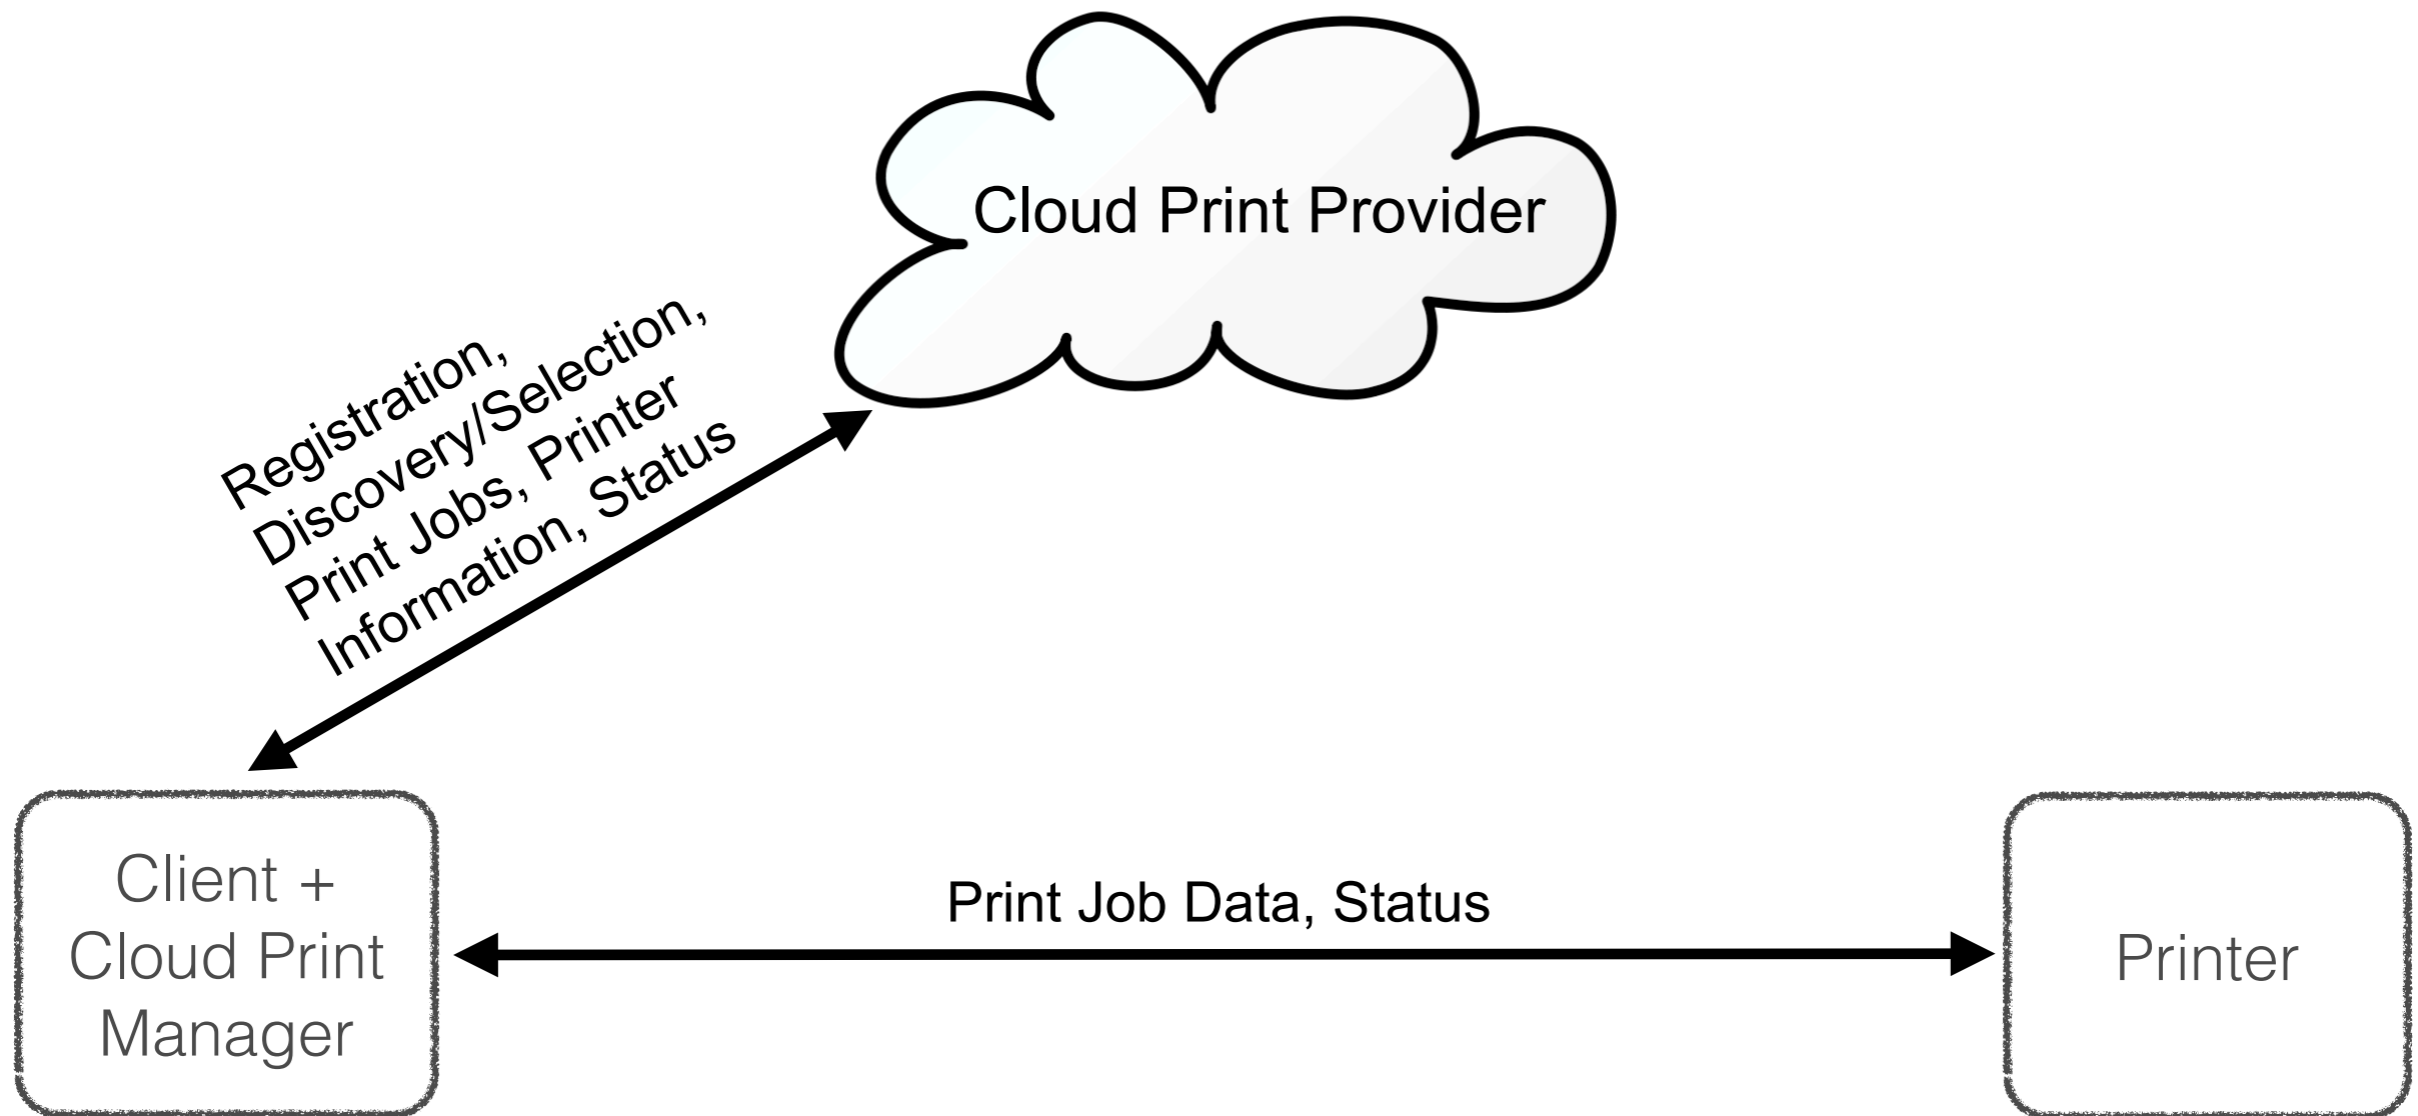 Cloud Print Provider
Registration,
Discovery/Selection,
Print Jobs, Printer
Information, Status
Client +
Cloud Print
Manager
Print Job Data, Status
Printer